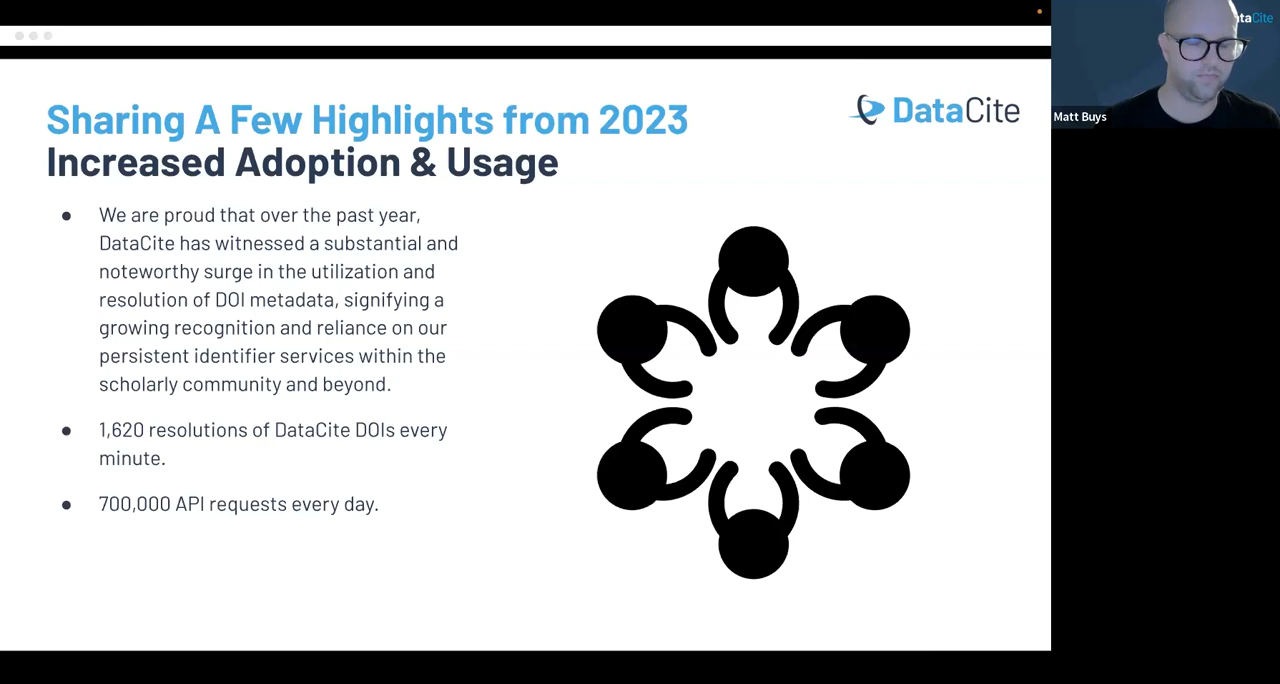 Sharing A Few Highlights from 2023
Increased Adoption & Usage
DataCite
● We are proud that over the past year,
DataCite has witnessed a substantial and
noteworthy surge in the utilization and
resolution of DOI metadata, signifying a
growing recognition and reliance on our
persistent identifier services within the
scholarly community and beyond.
● 1,620 resolutions of DataCite DOIs every
minute.
● 700,000 API requests every day.
taCite
Matt Buys